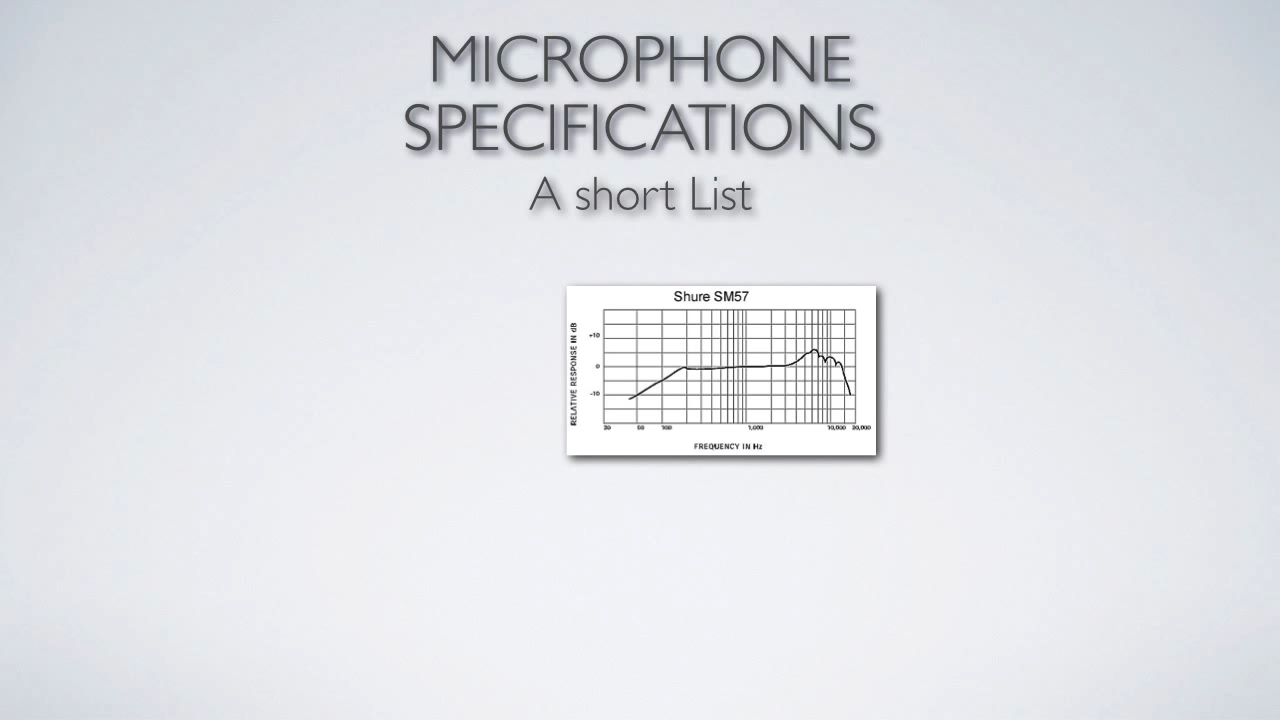 MICROPHONE
SPECIFICATIONS
A short List
Shure SM57
RELATIVE RESPONSE IN dB
+10
0
-10
20 50 100 1,000 10,000 20,000
FREQUENCY IN Hz